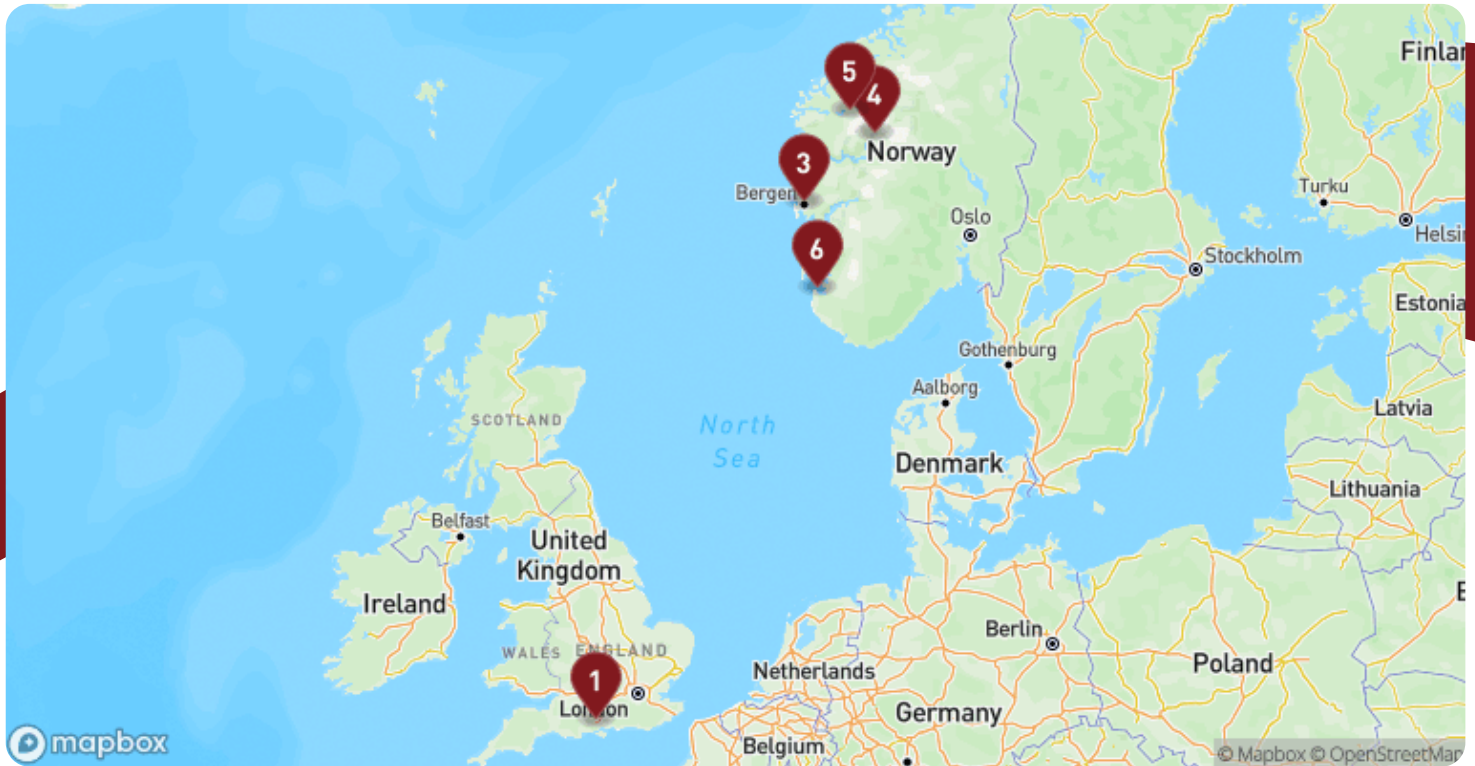 Finlan
5
4
Norway
3
Bergen
Turku
Oslo
Helsin
6
Stockholm
Estonia
Gothenburg
Aalborg
Latvia
SCOTLAND
North
Sea
Denmark
Lithuania
Belfast
United
Kingdom
Ireland
Berlin
WALES
ENGLAND
Netherlands
Poland
1
London
Germany
Belgium
mapbox
© Mapbox © OpenStreetMap